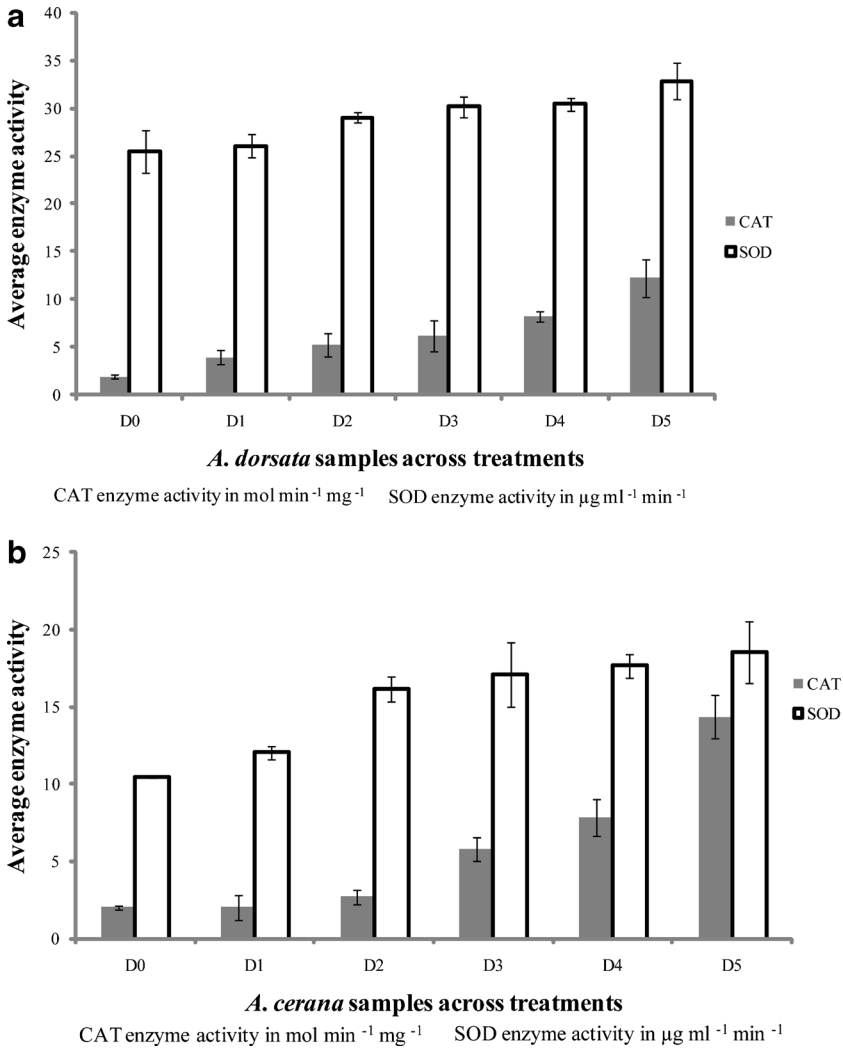 a
40
35
30
25
20
15
10
5
0
Average enzyme activity
CAT
SOD
D0 D1 D2 D3 D4 D5
A. dorsata samples across treatments
CAT enzyme activity in mol min -1 mg -1 SOD enzyme activity in µg ml -1 min -1
b
25
20
15
10
5
0
Average enzyme activity
CAT
SOD
D0 D1 D2 D3 D4 D5
A. cerana samples across treatments
CAT enzyme activity in mol min -1 mg -1 SOD enzyme activity in µg ml -1 min -1